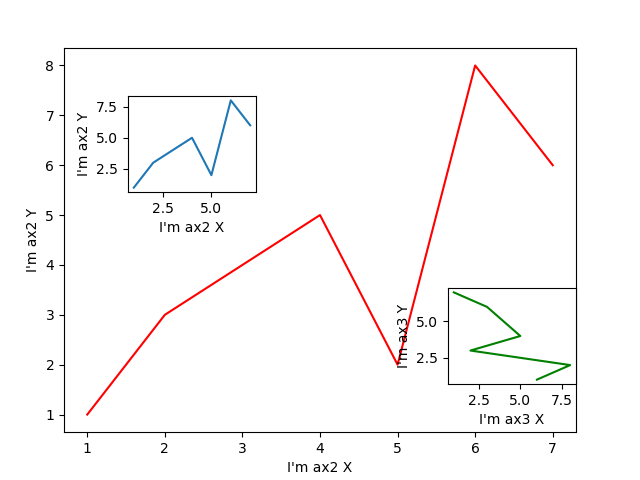 8
7
6
5
4
3
2
1
I'm ax2 Y
1 2 3 4 5 6 7
I'm ax2 X
7.5
5.0
2.5
I'm ax2 Y
2.5 5.0
I'm ax2 X
5.0
2.5
I'm ax3 Y
2.5 5.0 7.5
I'm ax3 X